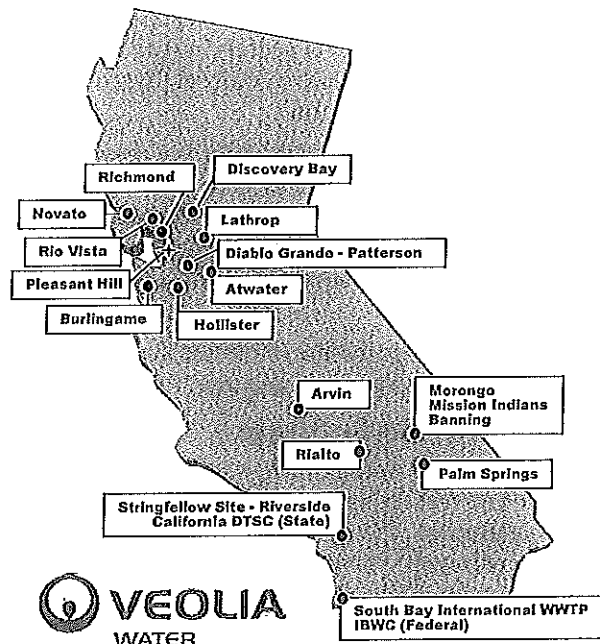 Richmond
Discovery Bay
Novato
Lathrop
Rio Vista
Diablo Grande - Patterson
Pleasant Hill
Atwater
Burlingame
Hollister
Arvin
Morongo
Mission Indians
Banning
Rialto
Palm Springs
Stringfellow Site - Riverside
California DTSC (State)
South Bay International WWTP
IBWC (Federal)
VEOLIA
WATER